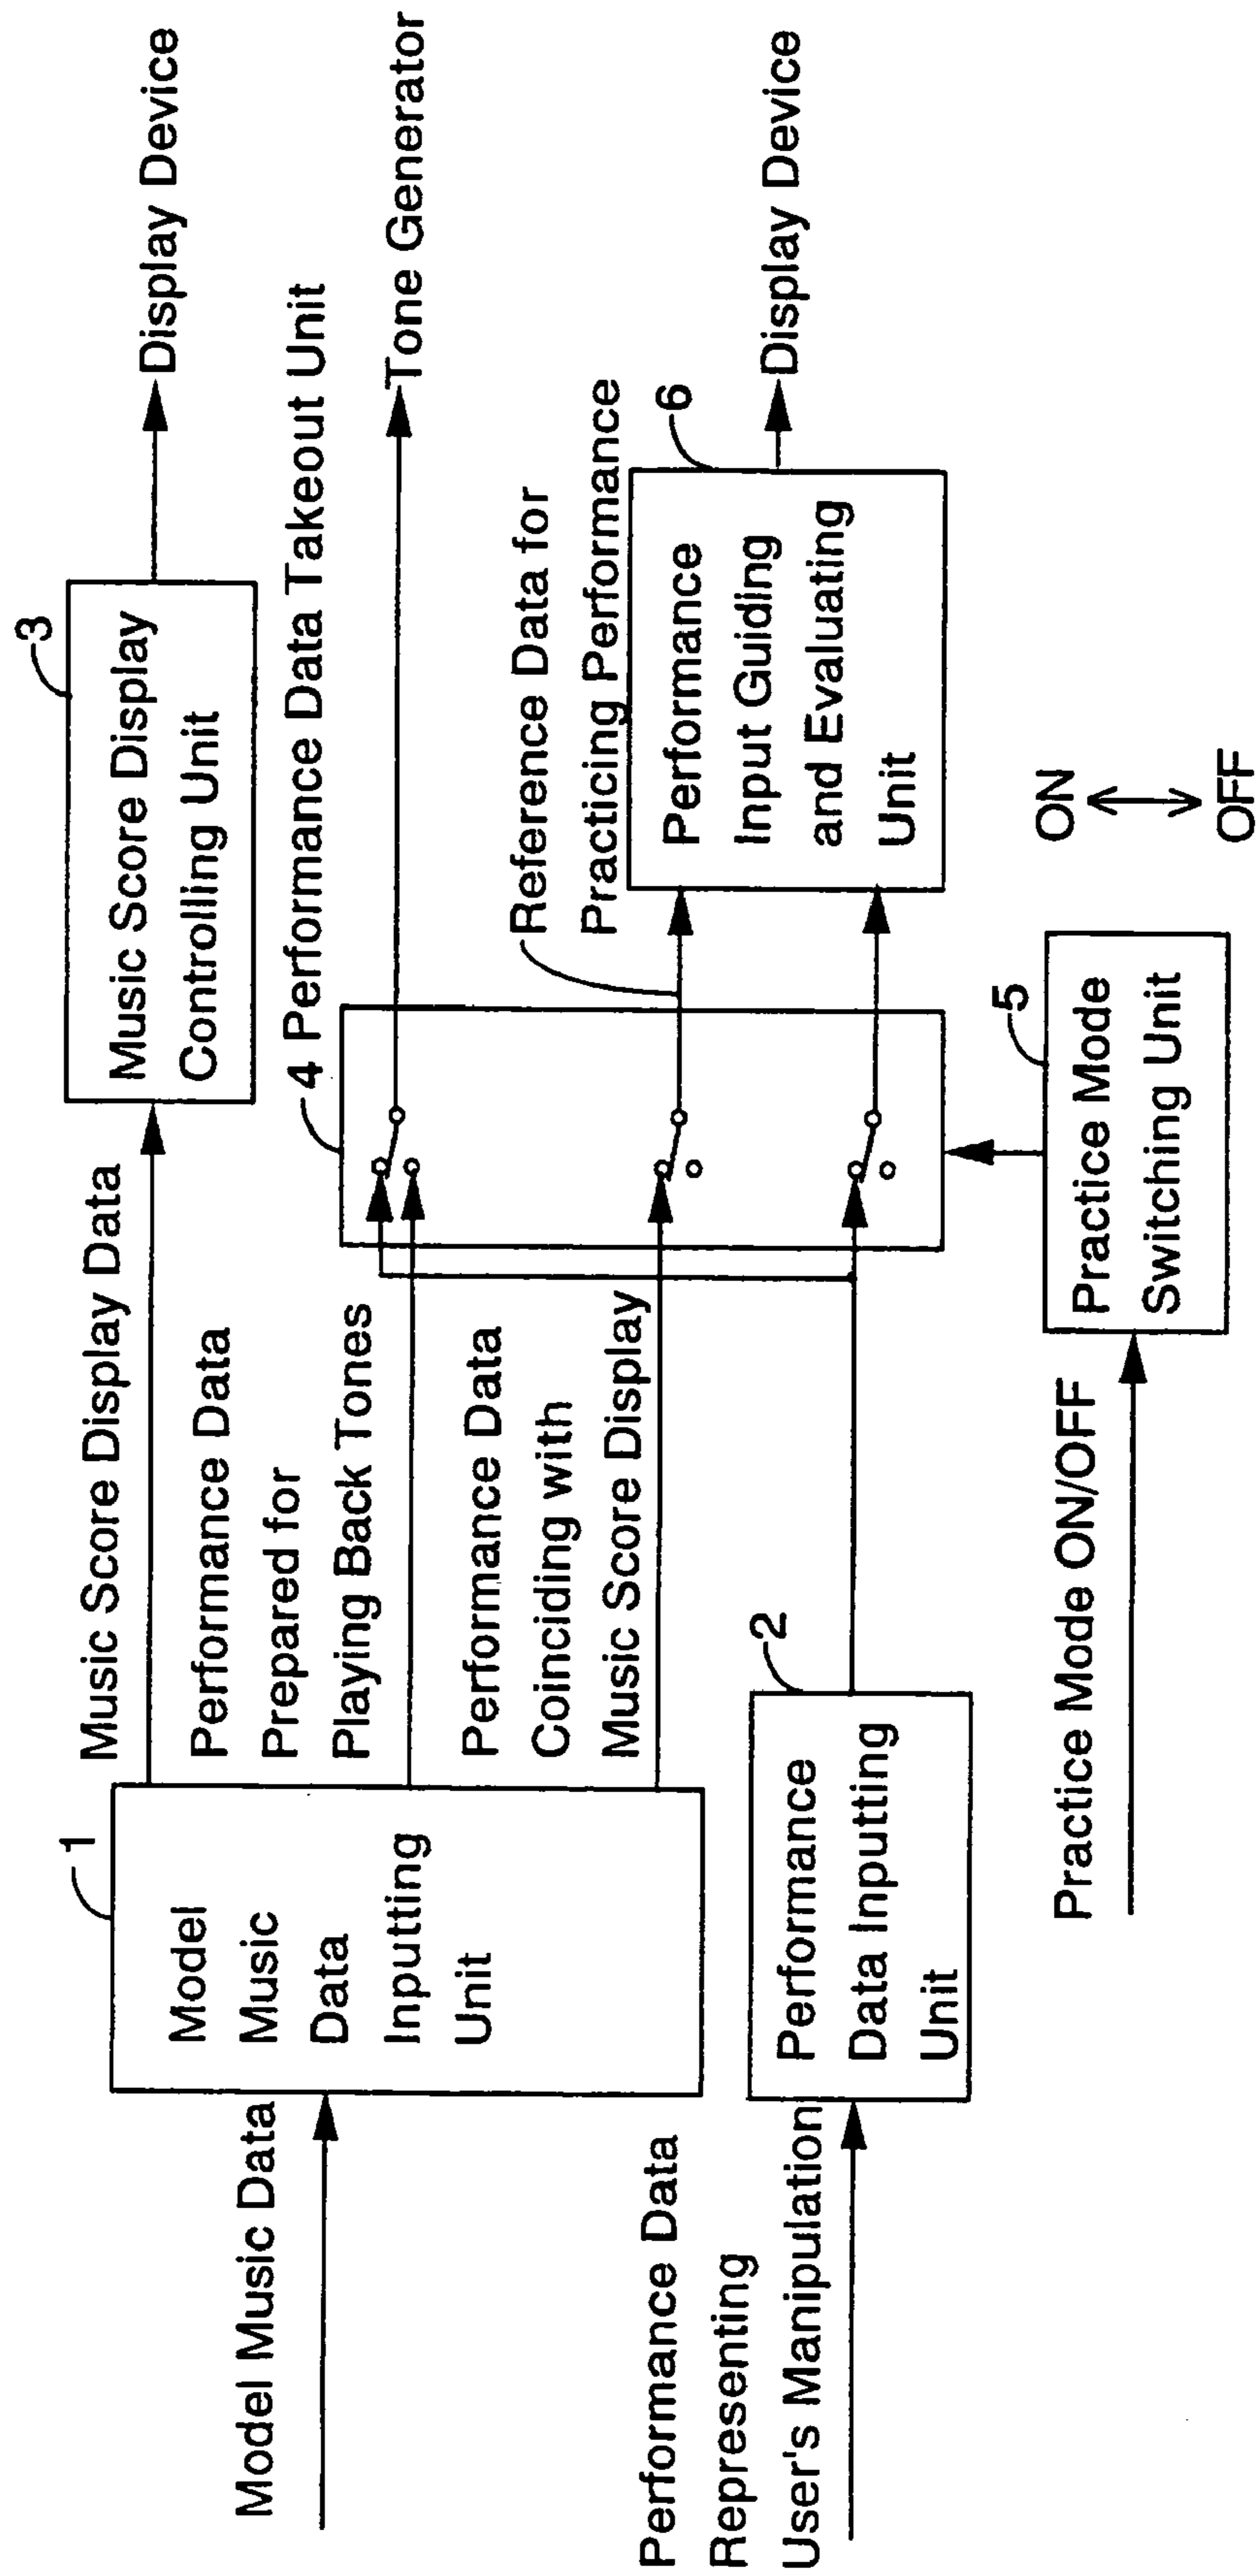 Model Music Data
1
Model
Music
Data
Inputting
Unit
Music Score Display Data
Performance Data
Prepared for
Playing Back Tones
Performance Data
Coinciding with
Music Score Display
3
Music Score Display
Controlling Unit
Display Device
4 Performance Data Takeout Unit
Tone Generator
Reference Data for
Practicing Performance
6
Performance
Input Guiding
and Evaluating
Unit
Display Device
Performance Data
Representing
User's Manipulation
2
Performance
Data Inputting
Unit
Practice Mode ON/OFF
5
Practice Mode
Switching Unit
ON
OFF